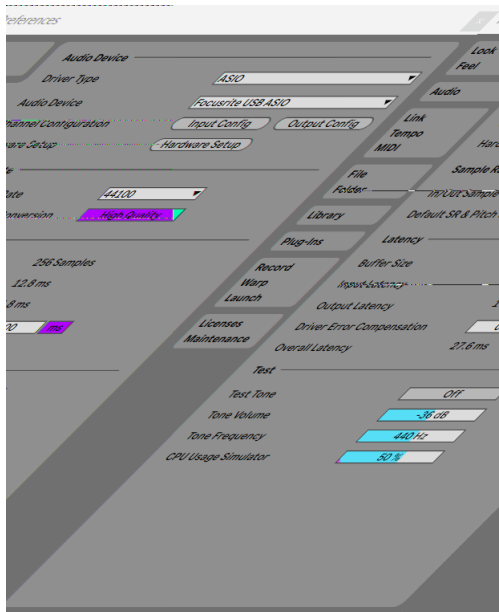 references
Audio Device
Driver Type ASIO
Audio Device Focusrite USB ASIO
hannel Configuration Input Config Output Config
ware Setup Hardware Setup
Rate 44100
onversion High Quality
256 Samples
12.8 ms
8 ms
00 ms
Look
Feel
Audio
Link
Tempo
MIDI
File
Folder
Library
Plug-Ins
Record
Warp
Launch
Licenses
Maintenance
Hard
Sample R
In/Out Sample
Default SR & Pitch
Latency
Buffer Size
Input Latency
Output Latency 1
Driver Error Compensation 0
Overall Latency 27.6 ms
Test
Test Tone Off
Tone Volume -36 dB
Tone Frequency 440 Hz
CPU Usage Simulator 50 %